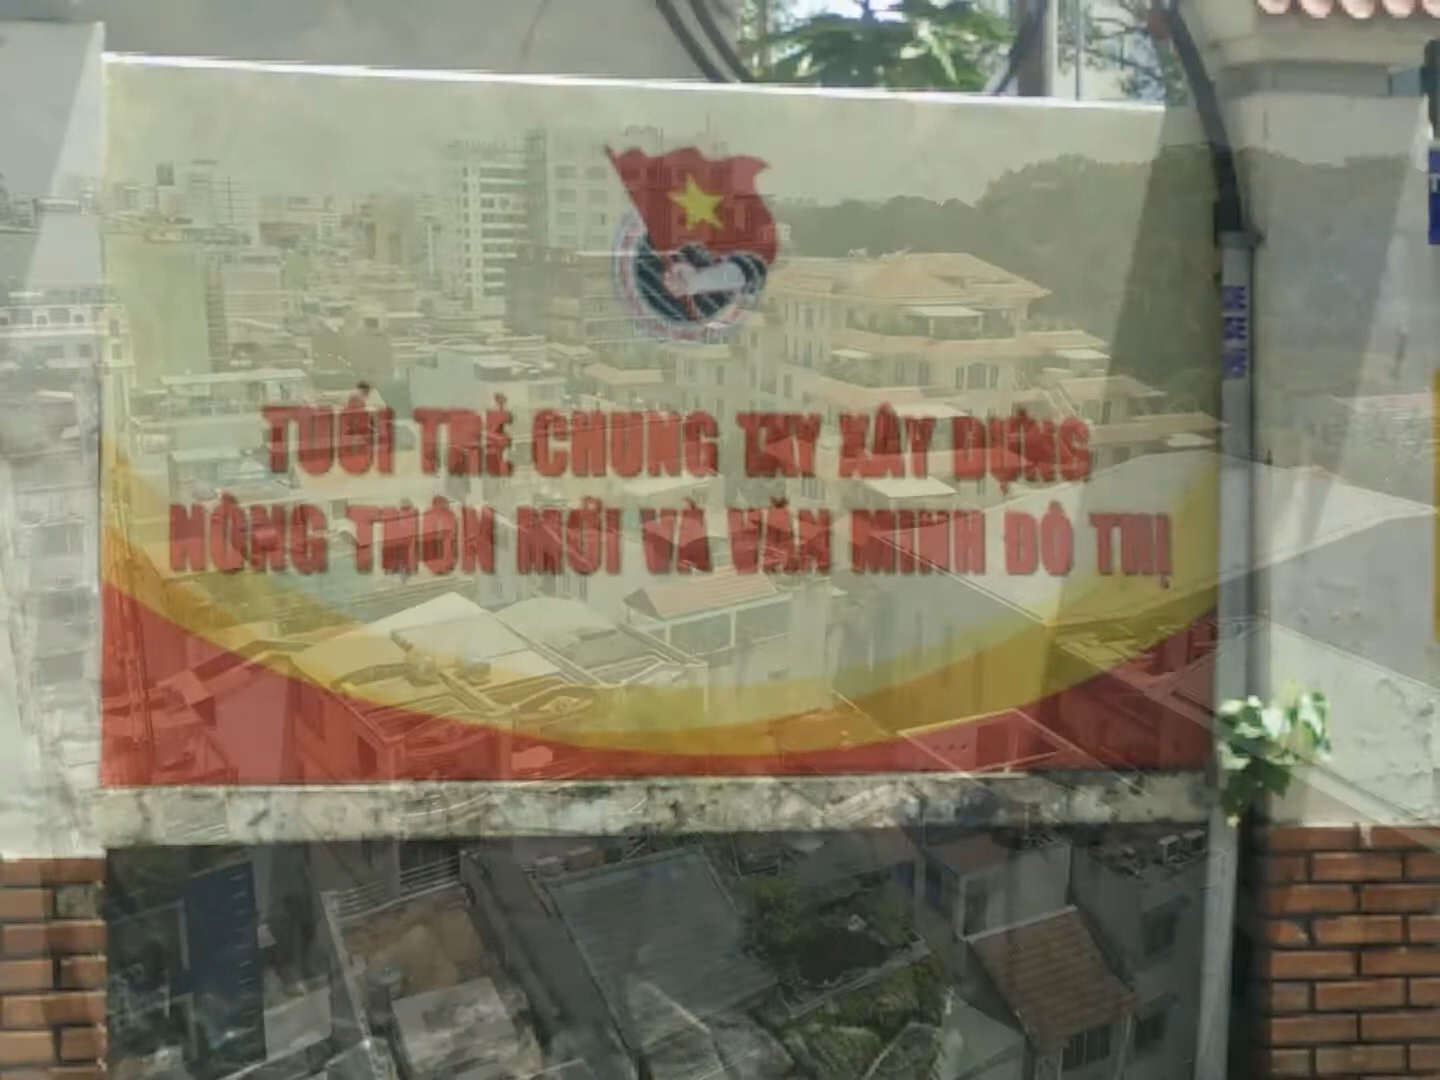 TUỔI TRẺ CHUNG TAY XÂY DỰNG
NÔNG THÔN MỚI VÀ VĂN MINH ĐÔ THỊ